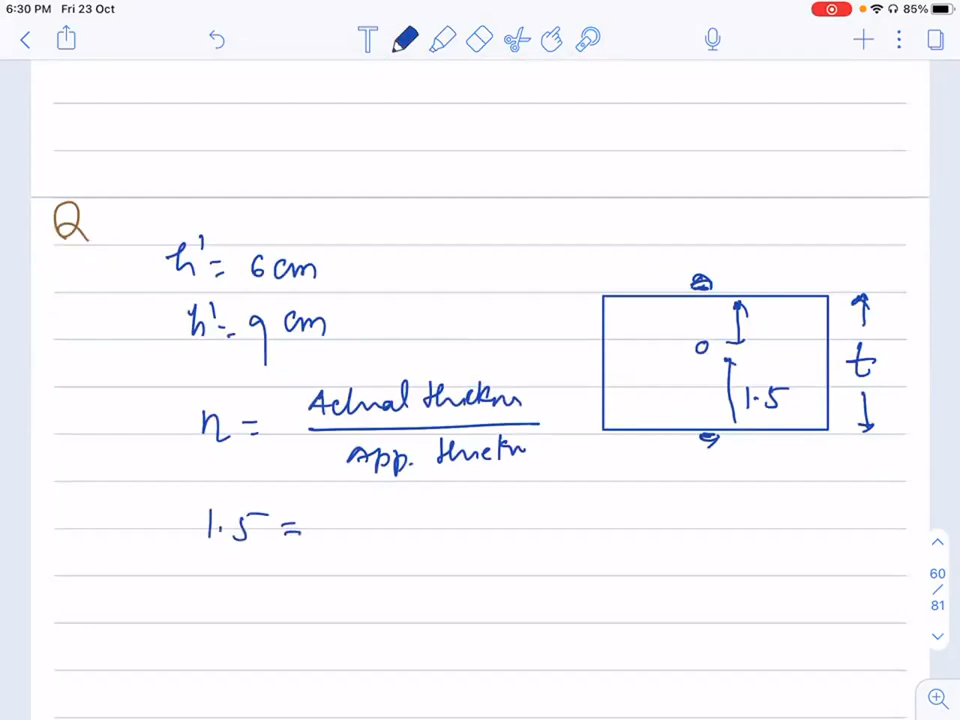 6:30 PM Fri 23 Oct
85%
T
Q
h' = 6 cm
h' = 9 cm
O
t
1.5
n = Actual thickn
App. thickn
1.5 =
60
/
81